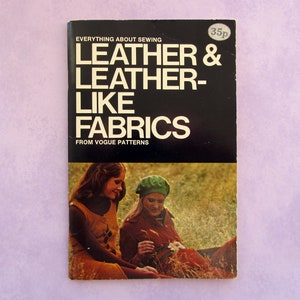 35p
EVERYTHING ABOUT SEWING
LEATHER &
LEATHER-
LIKE
FABRICS
FROM VOGUE PATTERNS